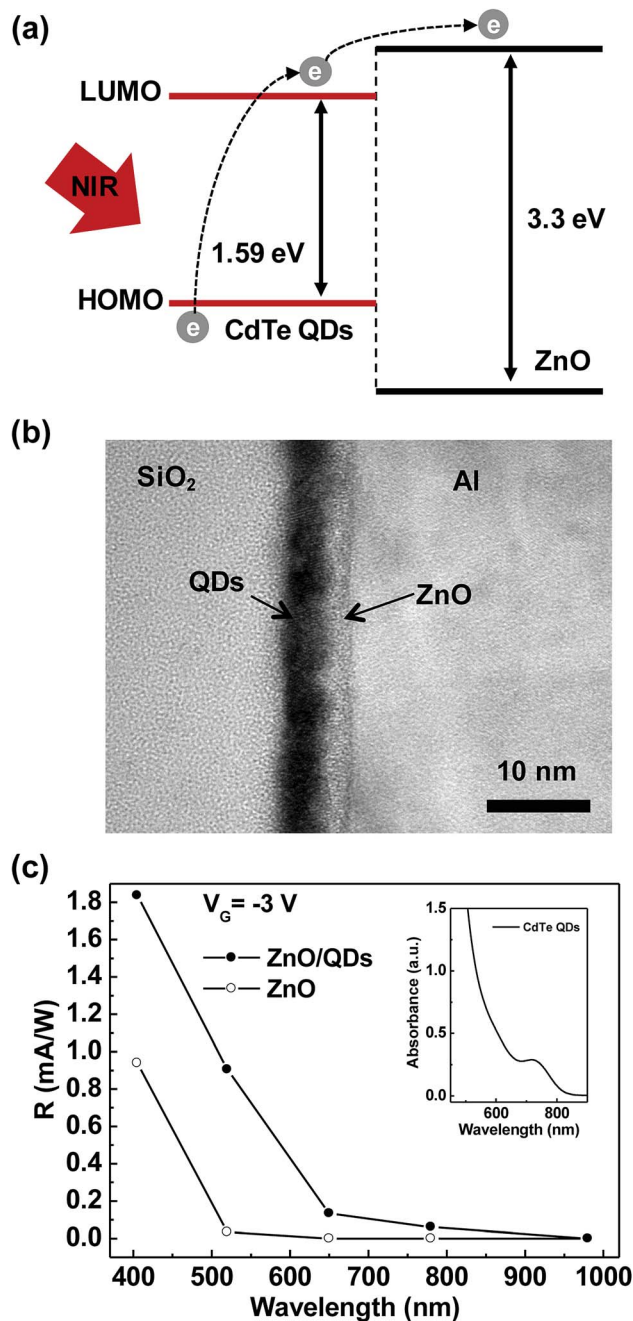 (a)
e
e
LUMO
NIR
1.59 eV
3.3 eV
HOMO
e
CdTe QDs
ZnO
(b)
SiO₂
Al
QDs
ZnO
10 nm
(c)
V_G= -3 V
ZnO/QDs
ZnO
R (mA/W)
1.8
1.6
1.4
1.2
1.0
0.8
0.6
0.4
0.2
0.0
400 500 600 700 800 900 1000
Wavelength (nm)
CdTe QDs
Absorbance (a.u.)
1.5
1.0
0.5
0.0
600 800
Wavelength (nm)